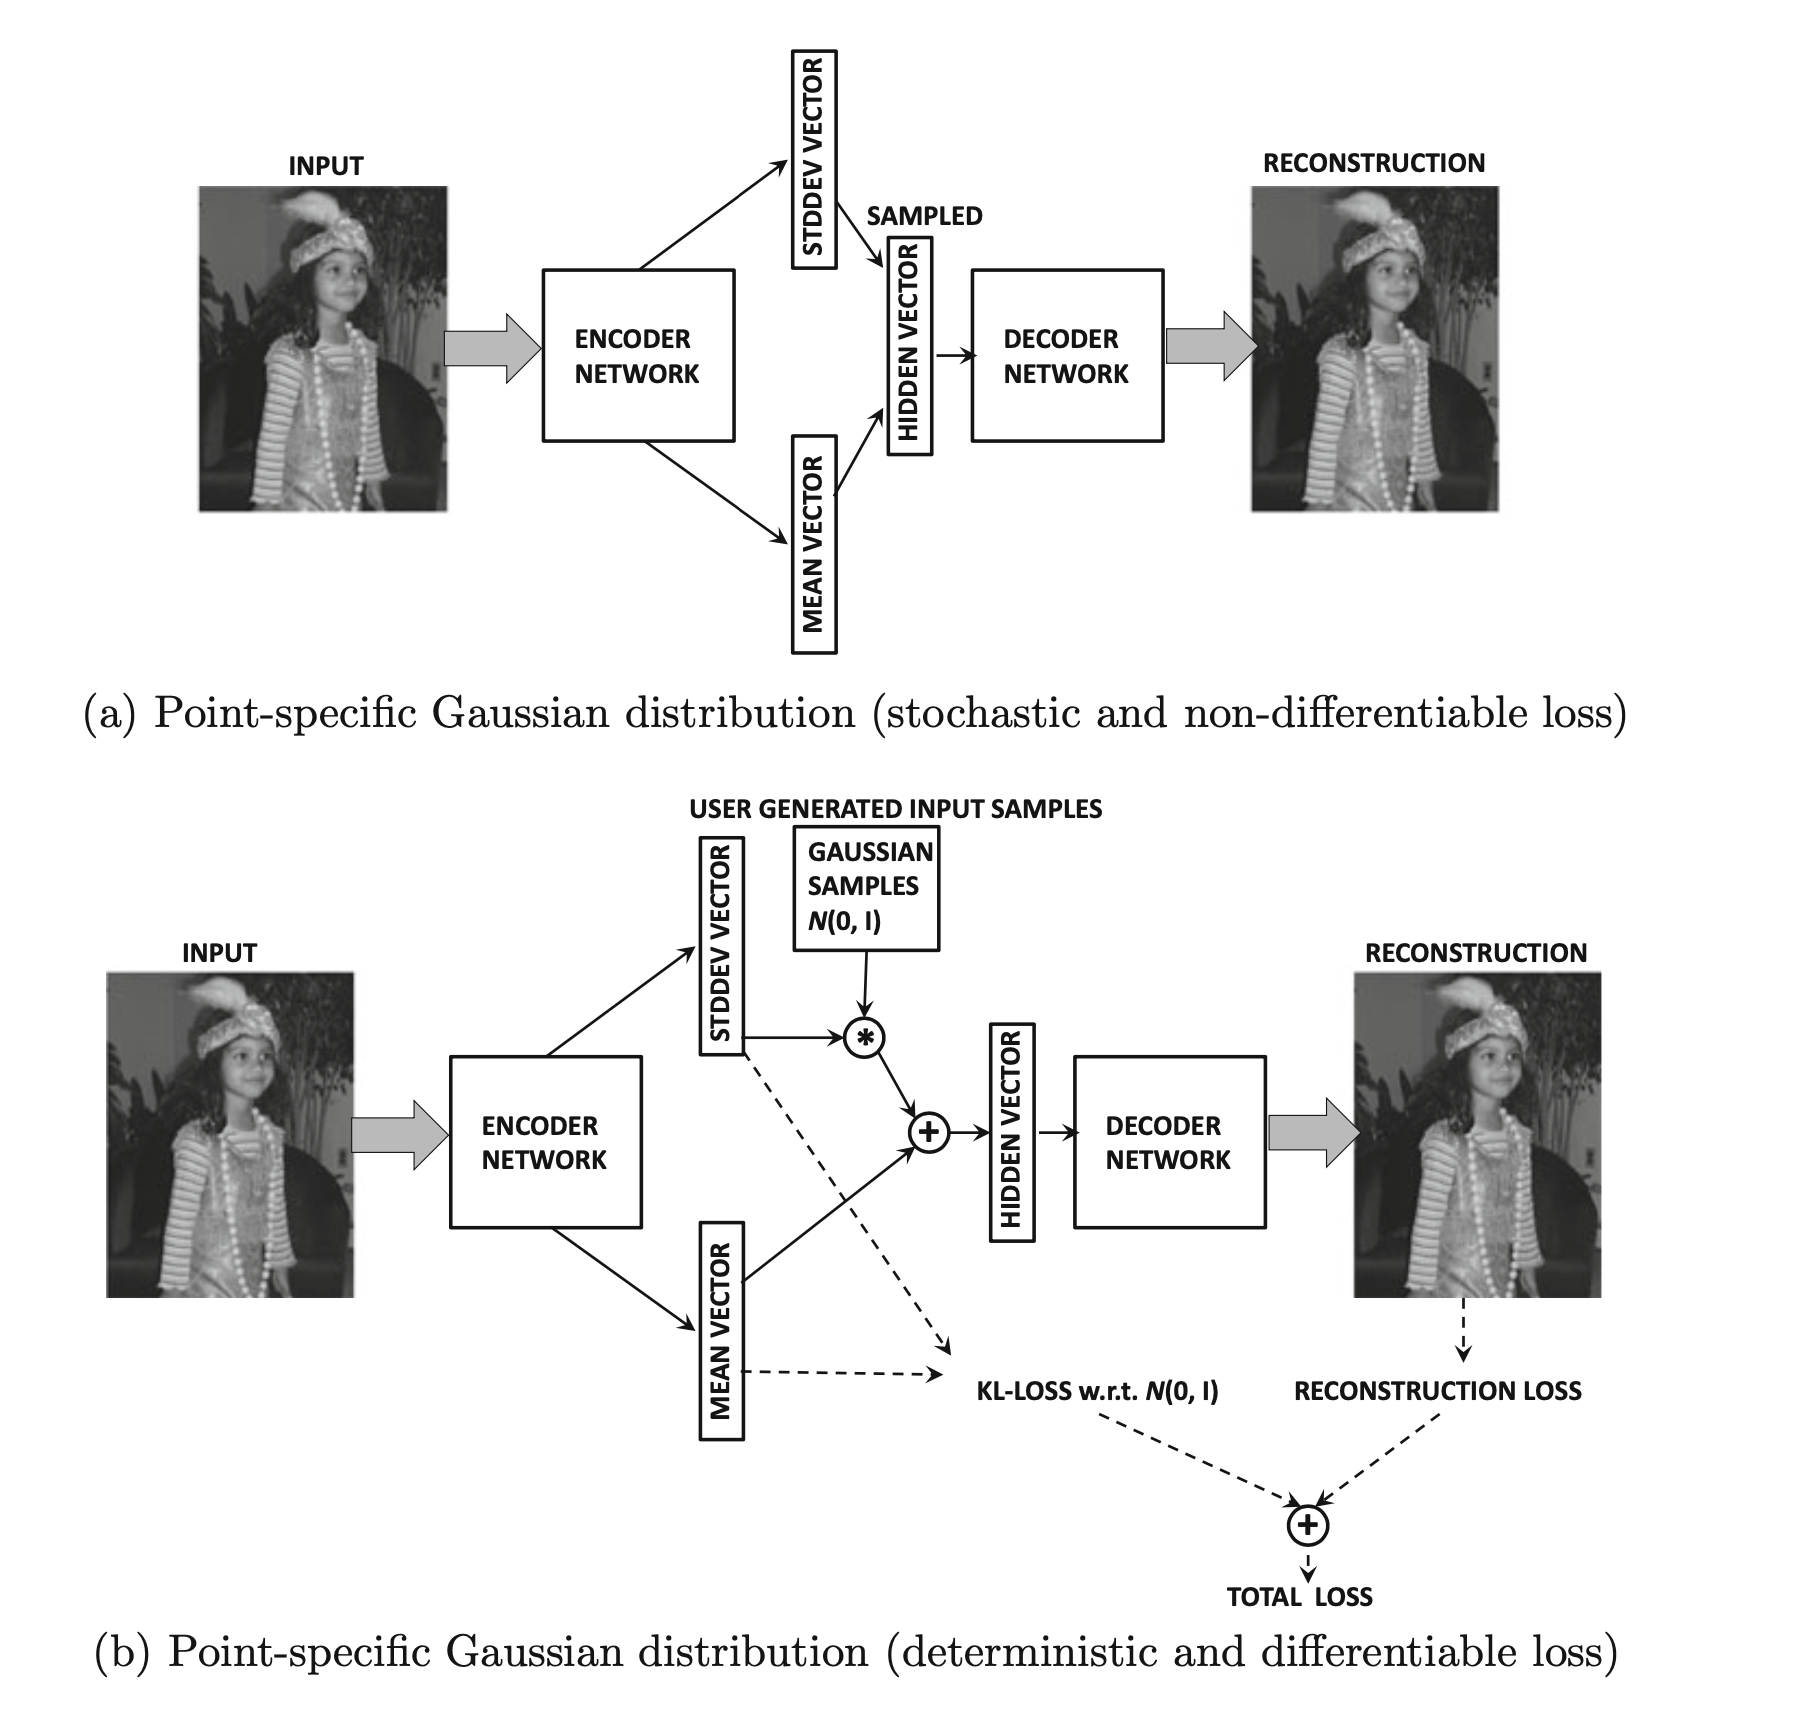 INPUT
STDDEV VECTOR
SAMPLED
HIDDEN VECTOR
RECONSTRUCTION
ENCODER
NETWORK
DECODER
NETWORK
MEAN VECTOR
(a) Point-specific Gaussian distribution (stochastic and non-differentiable loss)
USER GENERATED INPUT SAMPLES
STDDEV VECTOR
GAUSSIAN
SAMPLES
N(0, I)
INPUT
RECONSTRUCTION
*
ENCODER
NETWORK
+
HIDDEN VECTOR
DECODER
NETWORK
MEAN VECTOR
KL-LOSS w.r.t. N(0, I)
RECONSTRUCTION LOSS
+
TOTAL LOSS
(b) Point-specific Gaussian distribution (deterministic and differentiable loss)